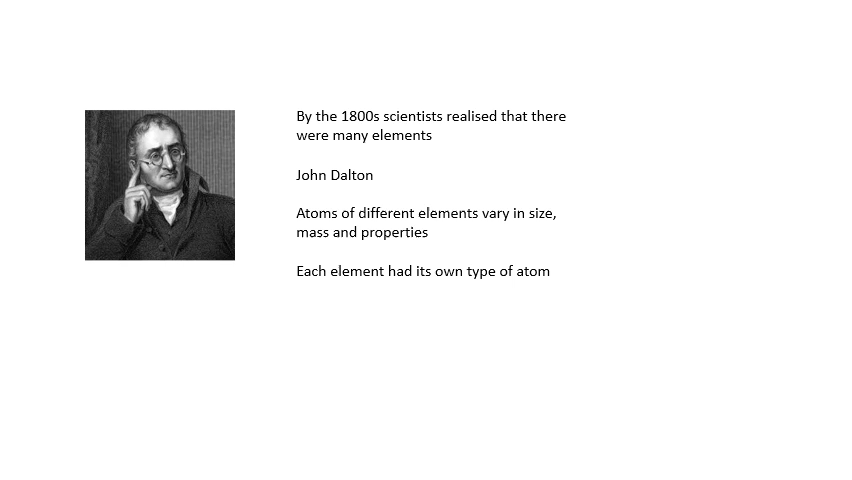 By the 1800s scientists realised that there
were many elements
John Dalton
Atoms of different elements vary in size,
mass and properties
Each element had its own type of atom